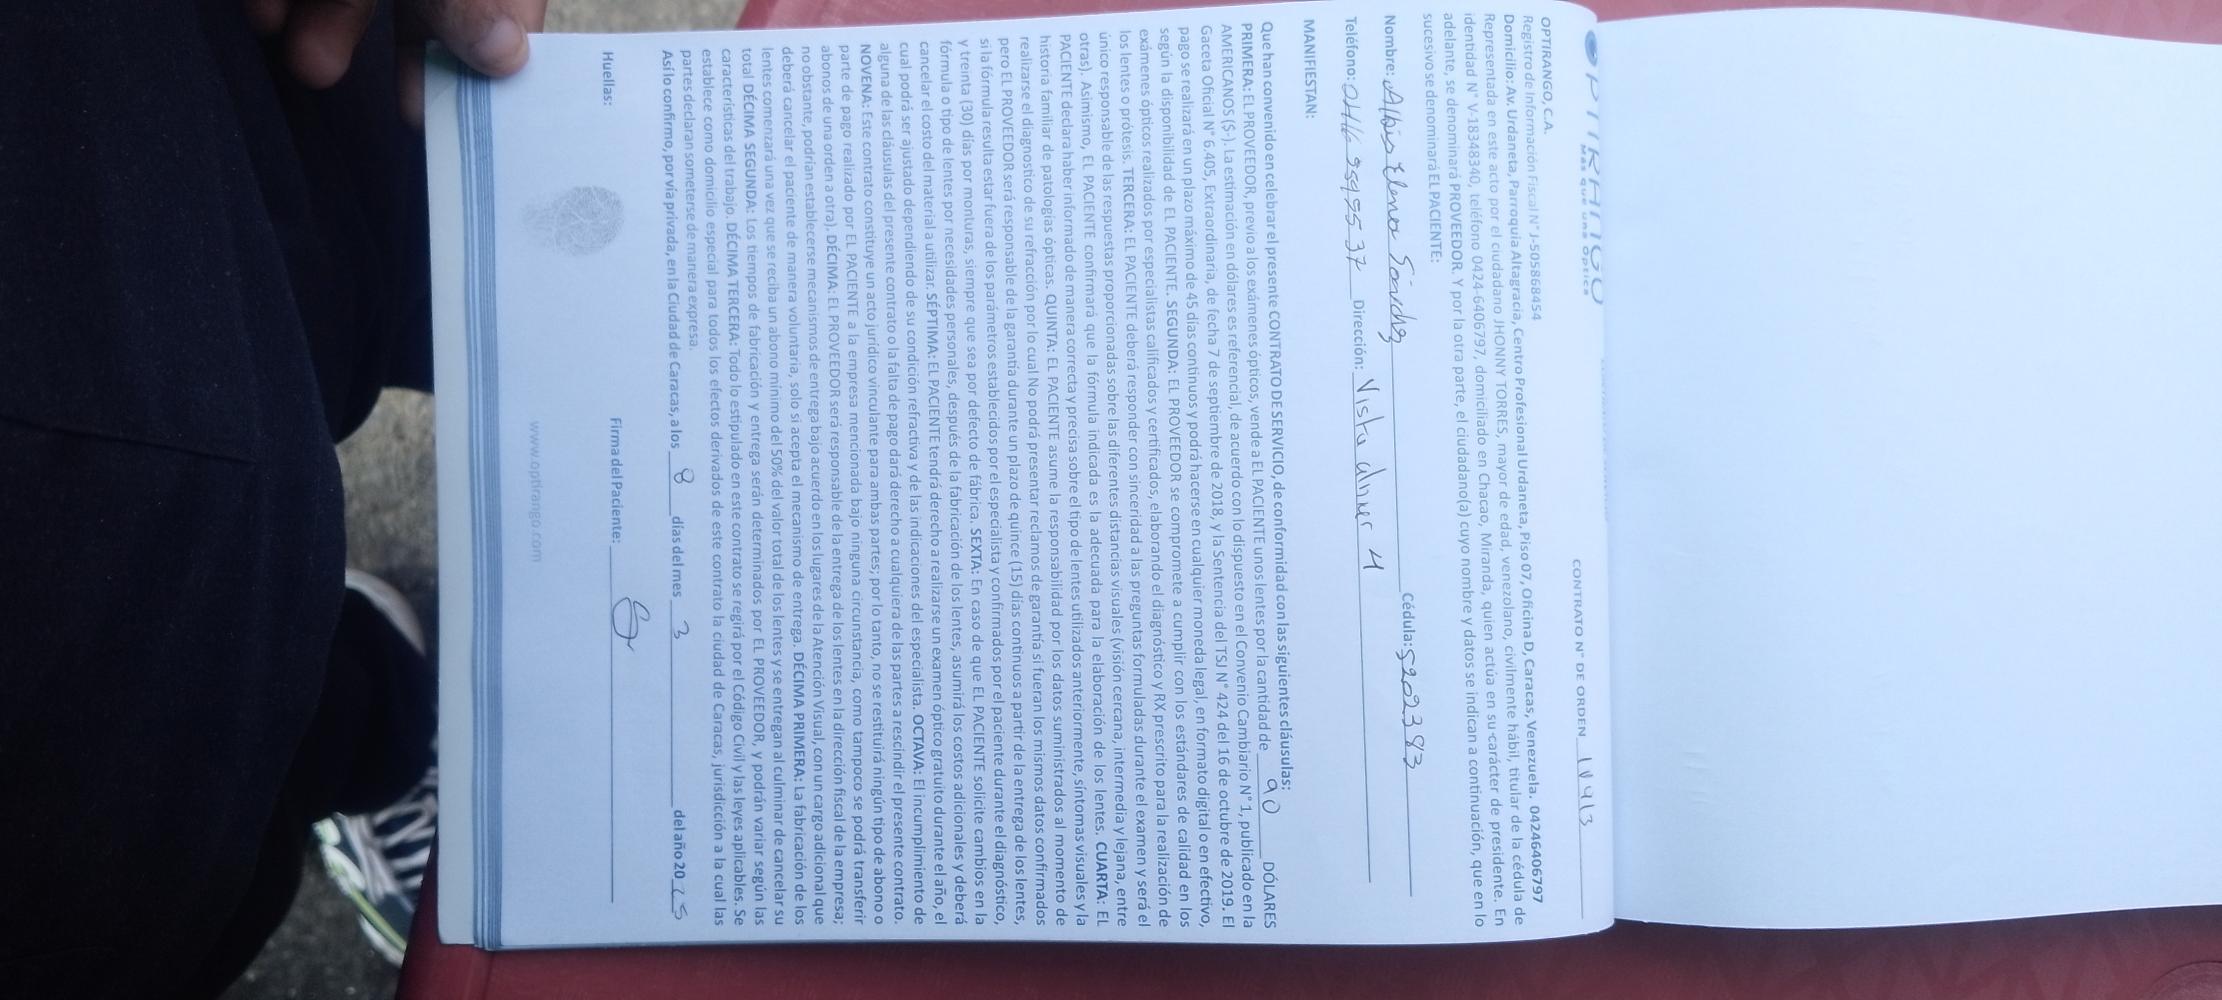 OPTIRANGO
Más que una Óptica
CONTRATO N° DE ORDEN
OPTIRANGO, C.A.
Registro de Información Fiscal N° J-505868454
Domicilio: Av. Urdaneta, Parroquia Altagracia, Centro Profesional Urdaneta, Piso 07, Oficina D, Caracas, Venezuela. 04246406797
Representada en este acto por el ciudadano JHONNY TORRES, mayor de edad, venezolano, civilmente hábil, titular de la cédula de
identidad N° V-18348340, teléfono 0424-6406797, domiciliado en Chacao, Miranda, quien actúa en su carácter de presidente. En
adelante, se denominará PROVEEDOR. Y por la otra parte, el ciudadano(a) cuyo nombre y datos se indican a continuación, que en lo
sucesivo se denominará EL PACIENTE:
Nombre: Albis Elena Sánchez Cédula: 5202383
Teléfono: 0416 9595537 Dirección: Vista 4
MANIFIESTAN:
Que han convenido en celebrar el presente CONTRATO DE SERVICIO, de conformidad con las siguientes cláusulas:
PRIMERA: EL PROVEEDOR, previo a los exámenes ópticos, vende a EL PACIENTE unos lentes por la cantidad de 90 DÓLARES
AMERICANOS ($-). La estimación en dólares es referencial, de acuerdo con lo dispuesto en el Convenio Cambiario N° 1, publicado en la
Gaceta Oficial N° 6.405, Extraordinaria, de fecha 7 de septiembre de 2018, y la Sentencia del TSJ N° 424 del 16 de octubre de 2019. El
pago se realizará en un plazo máximo de 45 días continuos y podrá hacerse en cualquier moneda legal, en formato digital o en efectivo,
según la disponibilidad de EL PACIENTE. SEGUNDA: EL PROVEEDOR se compromete a cumplir con los estándares de calidad en los
exámenes ópticos realizados por especialistas calificados y certificados, elaborando el diagnóstico y RX prescrito para la realización de
los lentes o prótesis. TERCERA: EL PACIENTE deberá responder con sinceridad a las preguntas formuladas durante el examen y será el
único responsable de las respuestas proporcionadas sobre las diferentes distancias visuales (visión cercana, intermedia y lejana, entre
otras). Asimismo, EL PACIENTE confirmará que la fórmula indicada es la adecuada para la elaboración de los lentes. CUARTA: EL
PACIENTE declara haber informado de manera correcta y precisa sobre el tipo de lentes utilizados anteriormente, síntomas visuales y la
historia familiar de patologías ópticas. QUINTA: EL PACIENTE asume la responsabilidad por los datos suministrados al momento de
realizarse el diagnostico de su refracción por lo cual No podrá presentar reclamos de garantía si fueran los mismos datos confirmados
pero EL PROVEEDOR será responsable de la garantía durante un plazo de quince (15) días continuos a partir de la entrega de los lentes,
si la fórmula resulta estar fuera de los parámetros establecidos por el especialista y confirmados por el paciente durante el diagnóstico,
y treinta (30) días por monturas, siempre que sea por defecto de fábrica. SEXTA: En caso de que EL PACIENTE solicite cambios en la
fórmula o tipo de lentes por necesidades personales, después de la fabricación de los lentes, asumirá los costos adicionales y deberá
cancelar el costo del material a utilizar. SÉPTIMA: EL PACIENTE tendrá derecho a realizarse un examen óptico gratuito durante el año, el
cual podrá ser ajustado dependiendo de su condición refractiva y de las indicaciones del especialista. OCTAVA: El incumplimiento de
alguna de las cláusulas del presente contrato o la falta de pago dará derecho a cualquiera de las partes a rescindir el presente contrato.
NOVENA: Este contrato constituye un acto jurídico vinculante para ambas partes; por lo tanto, no se restituirá ningún tipo de abono o
parte de pago realizado por EL PACIENTE a la empresa mencionada bajo ninguna circunstancia, como tampoco se podrá transferir
abonos de una orden a otra). DÉCIMA: EL PROVEEDOR será responsable de la entrega de los lentes en la dirección fiscal de la empresa;
no obstante, podrían establecerse mecanismos de entrega bajo acuerdo en los lugares de la Atención Visual, con un cargo adicional que
deberá cancelar el paciente de manera voluntaria, solo si acepta el mecanismo de entrega. DÉCIMA PRIMERA: La fabricación de los
lentes comenzará una vez que se reciba un abono mínimo del 50% del valor total de los lentes y se entregan al culminar de cancelar su
total DÉCIMA SEGUNDA: Los tiempos de fabricación y entrega serán determinados por EL PROVEEDOR, y podrán variar según las
características del trabajo. DÉCIMA TERCERA: Todo lo estipulado en este contrato se regirá por el Código Civil y las leyes aplicables. Se
establece como domicilio especial para todos los efectos derivados de este contrato la ciudad de Caracas, jurisdicción a la cual las
partes declaran someterse de manera expresa.
Así lo confirmo, por vía privada, en la Ciudad de Caracas, a los 8 días del mes 3 del año 2025
Huellas: Firma del Paciente:
www.optirango.com